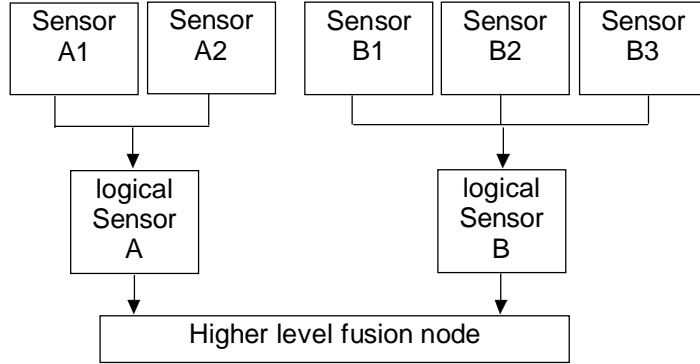 Sensor
A1
Sensor
A2
Sensor
B1
Sensor
B2
Sensor
B3
logical
Sensor
A
logical
Sensor
B
Higher level fusion node